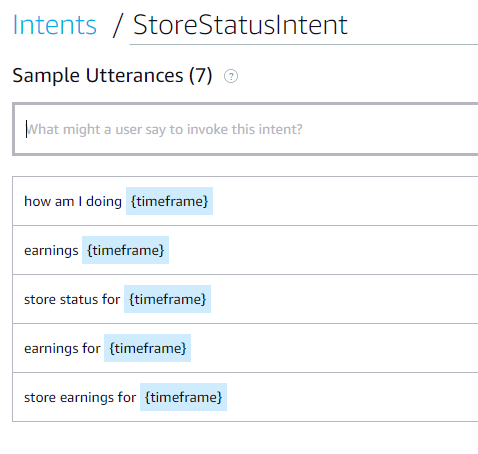 Intents / StoreStatusIntent
Sample Utterances (7) ?
What might a user say to invoke this intent?
how am I doing {timeframe}
earnings {timeframe}
store status for {timeframe}
earnings for {timeframe}
store earnings for {timeframe}